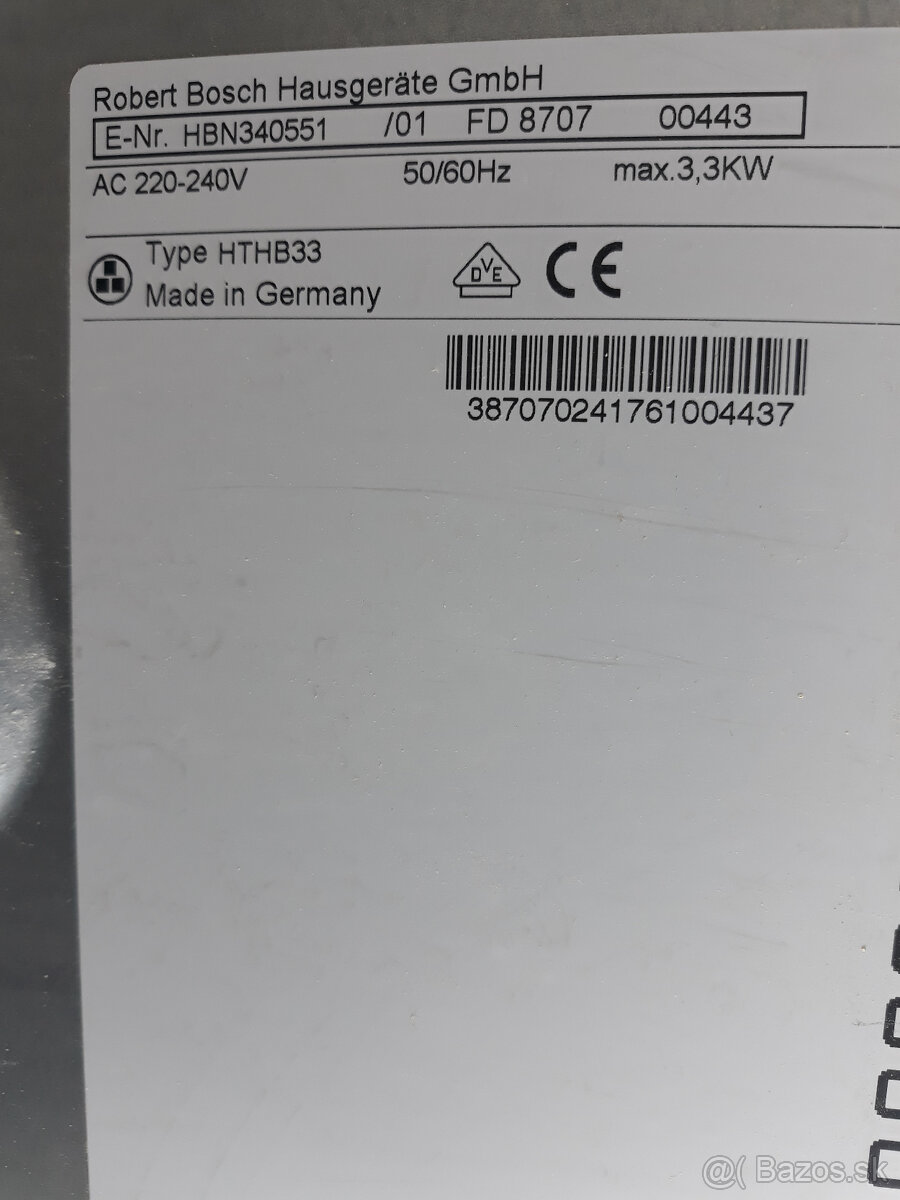 Robert Bosch Hausgeräte GmbH
E-Nr. HBN340551 /01 FD 8707 00443
AC 220-240V 50/60Hz max.3,3KW
Type HTHB33
Made in Germany
DVE CE
387070241761004437
@( Bazos.sk